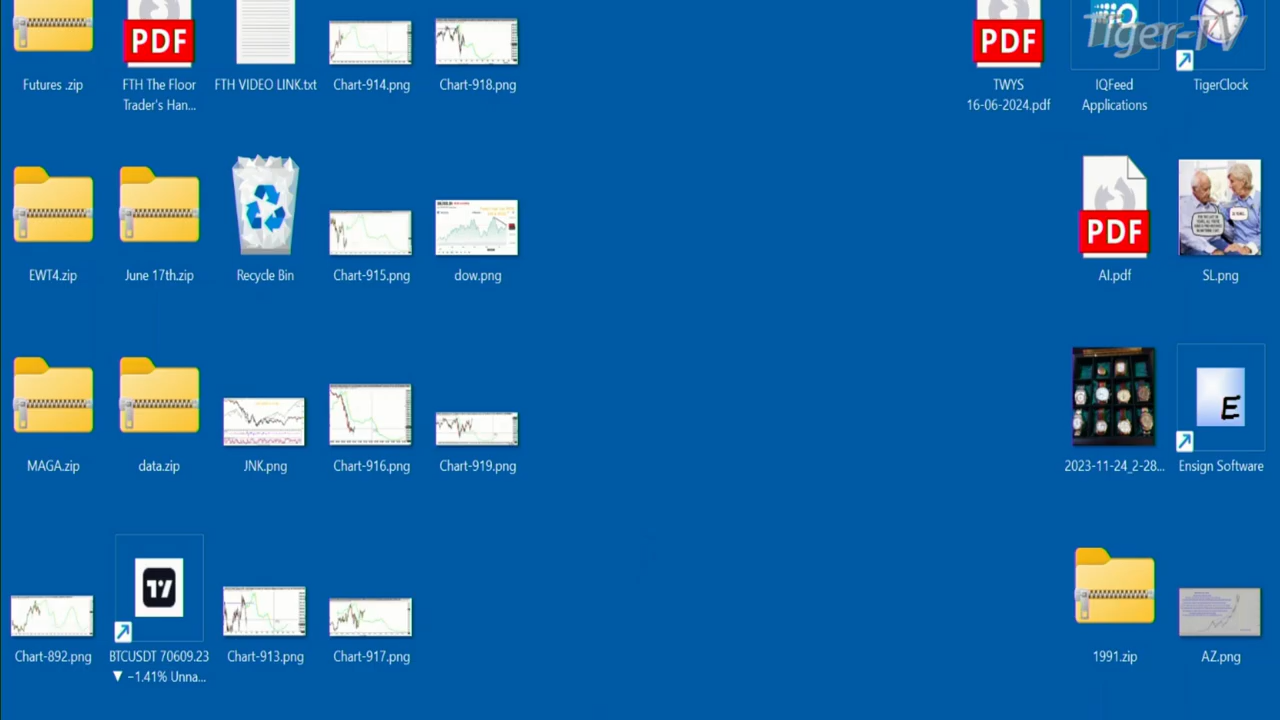 The
Tiger-TV
PDF
PDF
Futures .zip
FTH The Floor
Trader's Han...
FTH VIDEO LINK.txt
Chart-914.png
Chart-918.png
TWYS
16-06-2024.pdf
IQFeed
Applications
TigerClock
PDF
EWT4.zip
June 17th.zip
Recycle Bin
Chart-915.png
dow.png
AI.pdf
SL.png
E
MAGA.zip
data.zip
JNK.png
Chart-916.png
Chart-919.png
2023-11-24_2-28...
Ensign Software
Chart-892.png
BTCUSDT 70609.23
▼ −1.41% Unna...
Chart-913.png
Chart-917.png
1991.zip
AZ.png